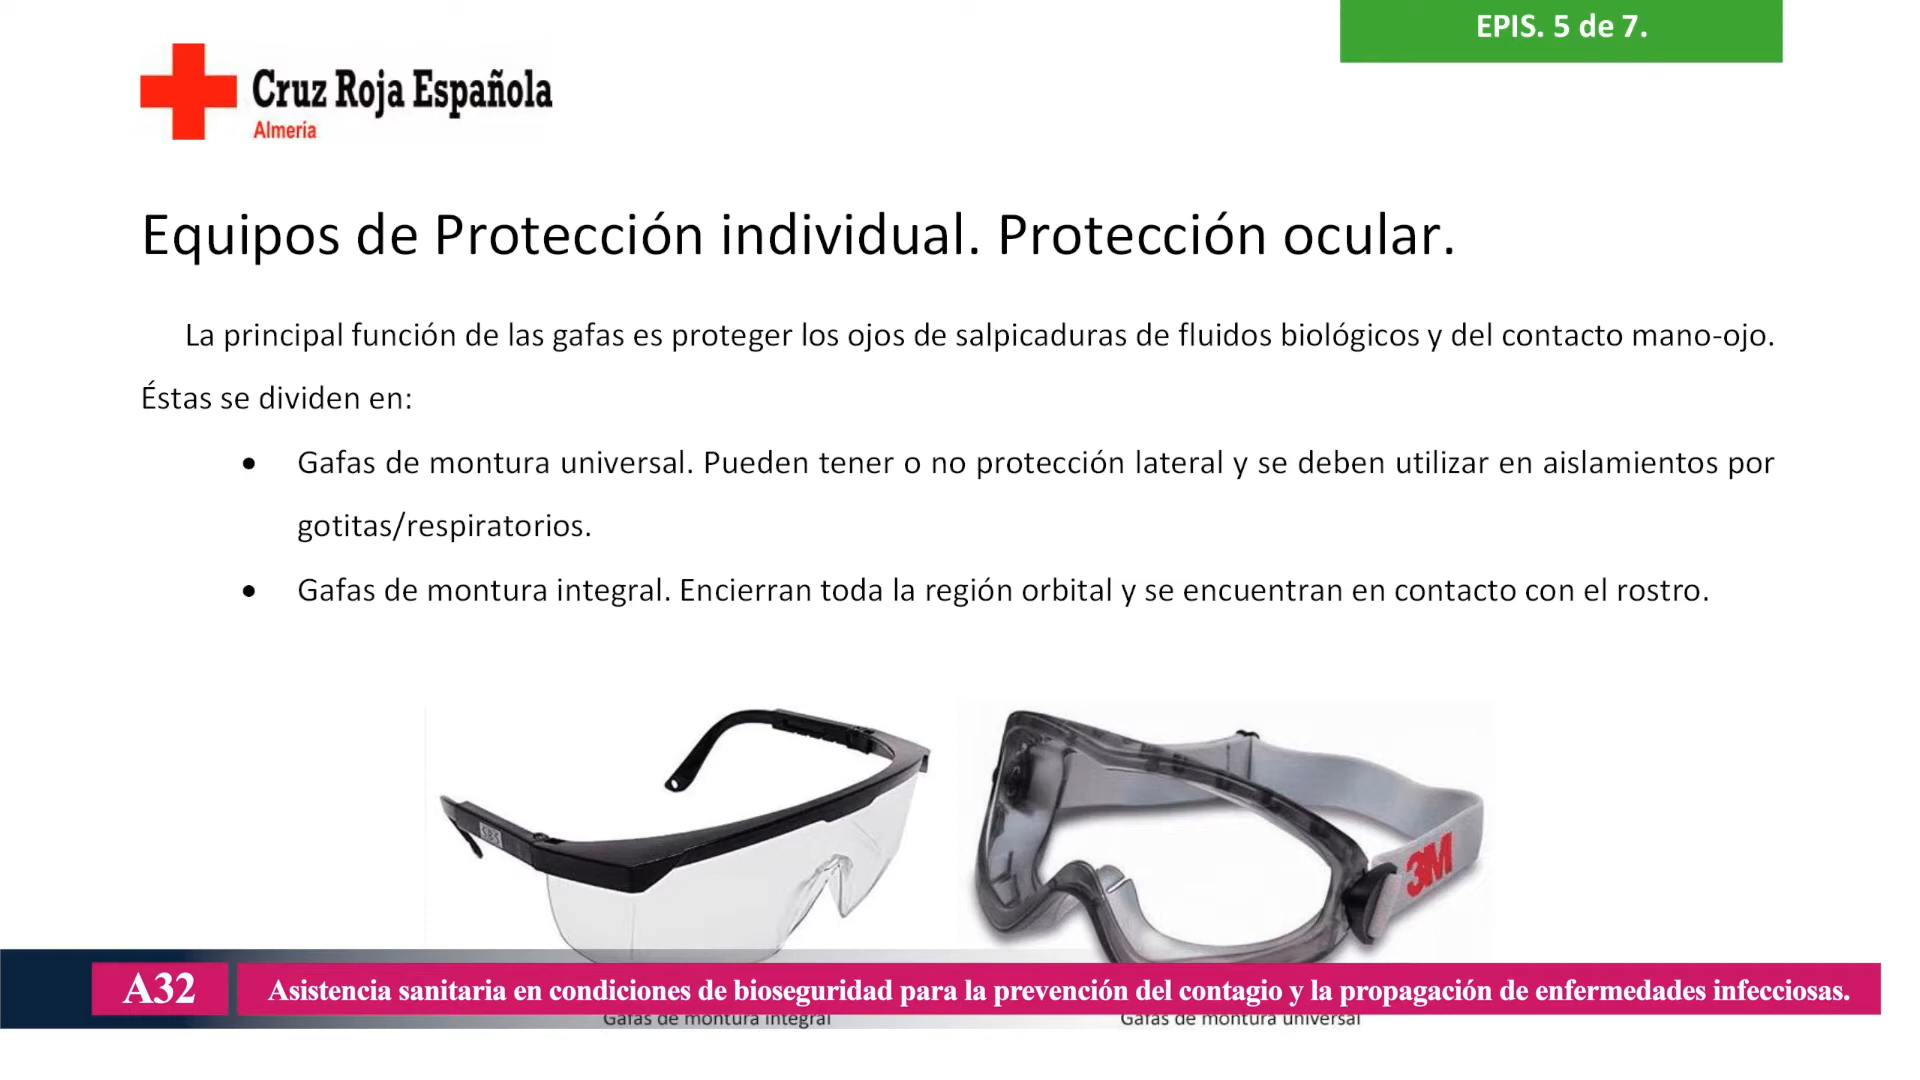 EPIS. 5 de 7.
Cruz Roja Española
Almería
Equipos de Protección individual. Protección ocular.
La principal función de las gafas es proteger los ojos de salpicaduras de fluidos biológicos y del contacto mano-ojo.
Éstas se dividen en:
• Gafas de montura universal. Pueden tener o no protección lateral y se deben utilizar en aislamientos por
gotitas/respiratorios.
• Gafas de montura integral. Encierran toda la región orbital y se encuentran en contacto con el rostro.
3M
A32
Asistencia sanitaria en condiciones de bioseguridad para la prevención del contagio y la propagación de enfermedades infecciosas.
Gafas de montura integral
Gafas de montura universal